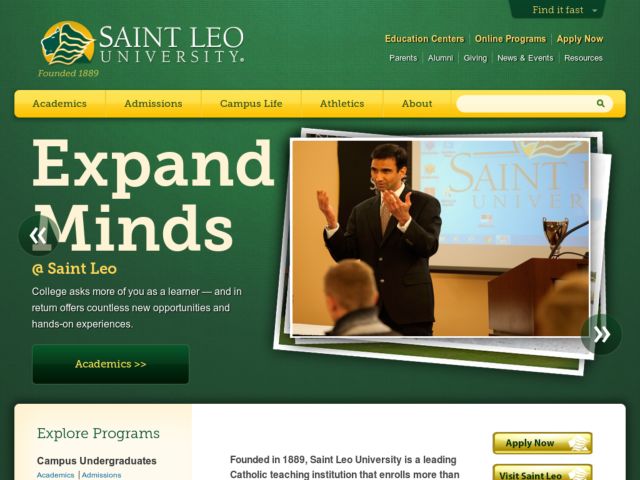 Find it fast
SAINT LEO
UNIVERSITY
Founded 1889
Education Centers Online Programs Apply Now
Parents Alumni Giving News & Events Resources
Academics Admissions Campus Life Athletics About
Expand
Minds
@ Saint Leo
College asks more of you as a learner — and in
return offers countless new opportunities and
hands-on experiences.
Academics >>
SAINT LEO
UNIVERSITY
Explore Programs
Campus Undergraduates
Academics | Admissions
Founded in 1889, Saint Leo University is a leading
Catholic teaching institution that enrolls more than
Apply Now
Visit Saint Leo